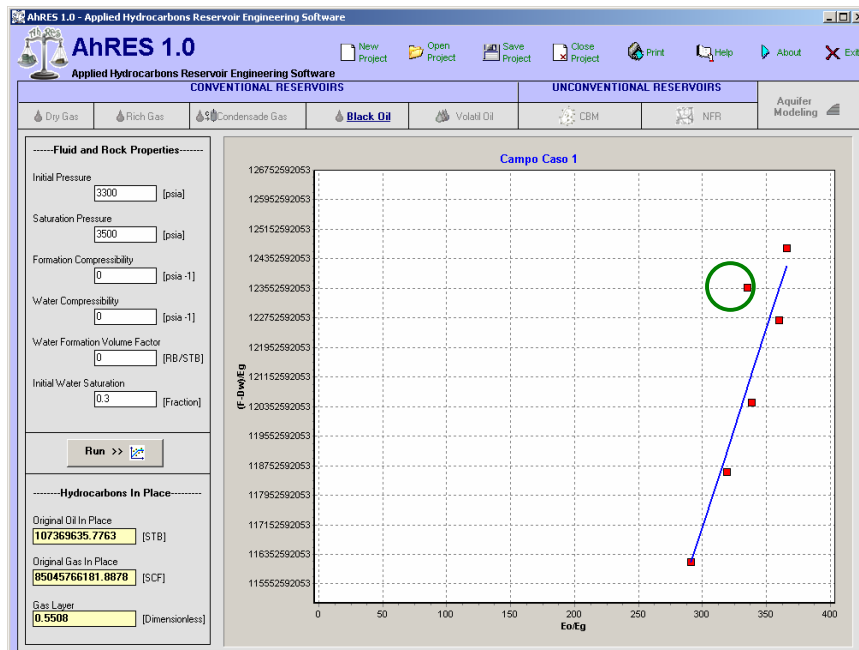 AhRES 1.0 - Applied Hydrocarbons Reservoir Engineering Software
AhRES 1.0
Applied Hydrocarbons Reservoir Engineering Software
New Project
Open Project
Save Project
Close Project
Print
Help
About
Exit
CONVENTIONAL RESERVOIRS
UNCONVENTIONAL RESERVOIRS
Aquifer Modeling
Dry Gas
Rich Gas
Condensade Gas
Black Oil
Volatil Oil
CBM
NFR
-----Fluid and Rock Properties------
Initial Pressure
3300 [psia]
Saturation Pressure
3500 [psia]
Formation Compressibility
0 [psia -1]
Water Compressibility
0 [psia -1]
Water Formation Volume Factor
0 [RB/STB]
Initial Water Saturation
0.3 [Fraction]
Run >>
--------Hydrocarbons In Place---------
Original Oil In Place
107369635.7763 [STB]
Original Gas In Place
85045766181.8878 [SCF]
Gas Layer
0.5508 [Dimensionless]
Campo Caso 1
126752592053
125952592053
125152592053
124352592053
123552592053
122752592053
121952592053
121152592053
120352592053
119552592053
118752592053
117952592053
117152592053
116352592053
115552592053
(F-Dw)/Eg
0 50 100 150 200 250 300 350 400
Eo/Eg